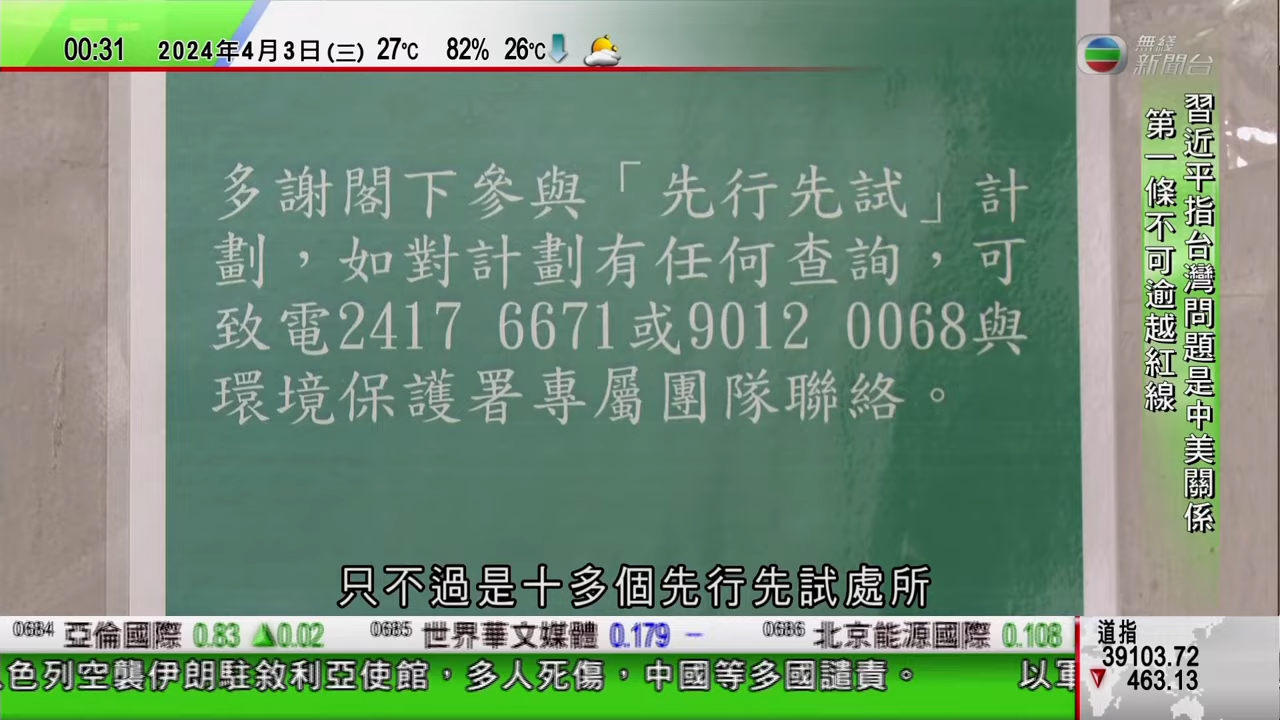 00:31 2024年4月3日(三) 27℃ 82% 26℃
無綫
新聞台
習近平指台灣問題是中美關係
第一條不可逾越紅線
多謝閣下參與「先行先試」計
劃，如對計劃有任何查詢，可
致電2417 6671或9012 0068與
環境保護署專屬團隊聯絡。
只不過是十多個先行先試處所
0684 亞倫國際 0.83 ▲0.02 0685 世界華文媒體 0.179 － 0686 北京能源國際 0.108
色列空襲伊朗駐敘利亞使館，多人死傷，中國等多國譴責。 以軍
道指
39103.72
▼ 463.13